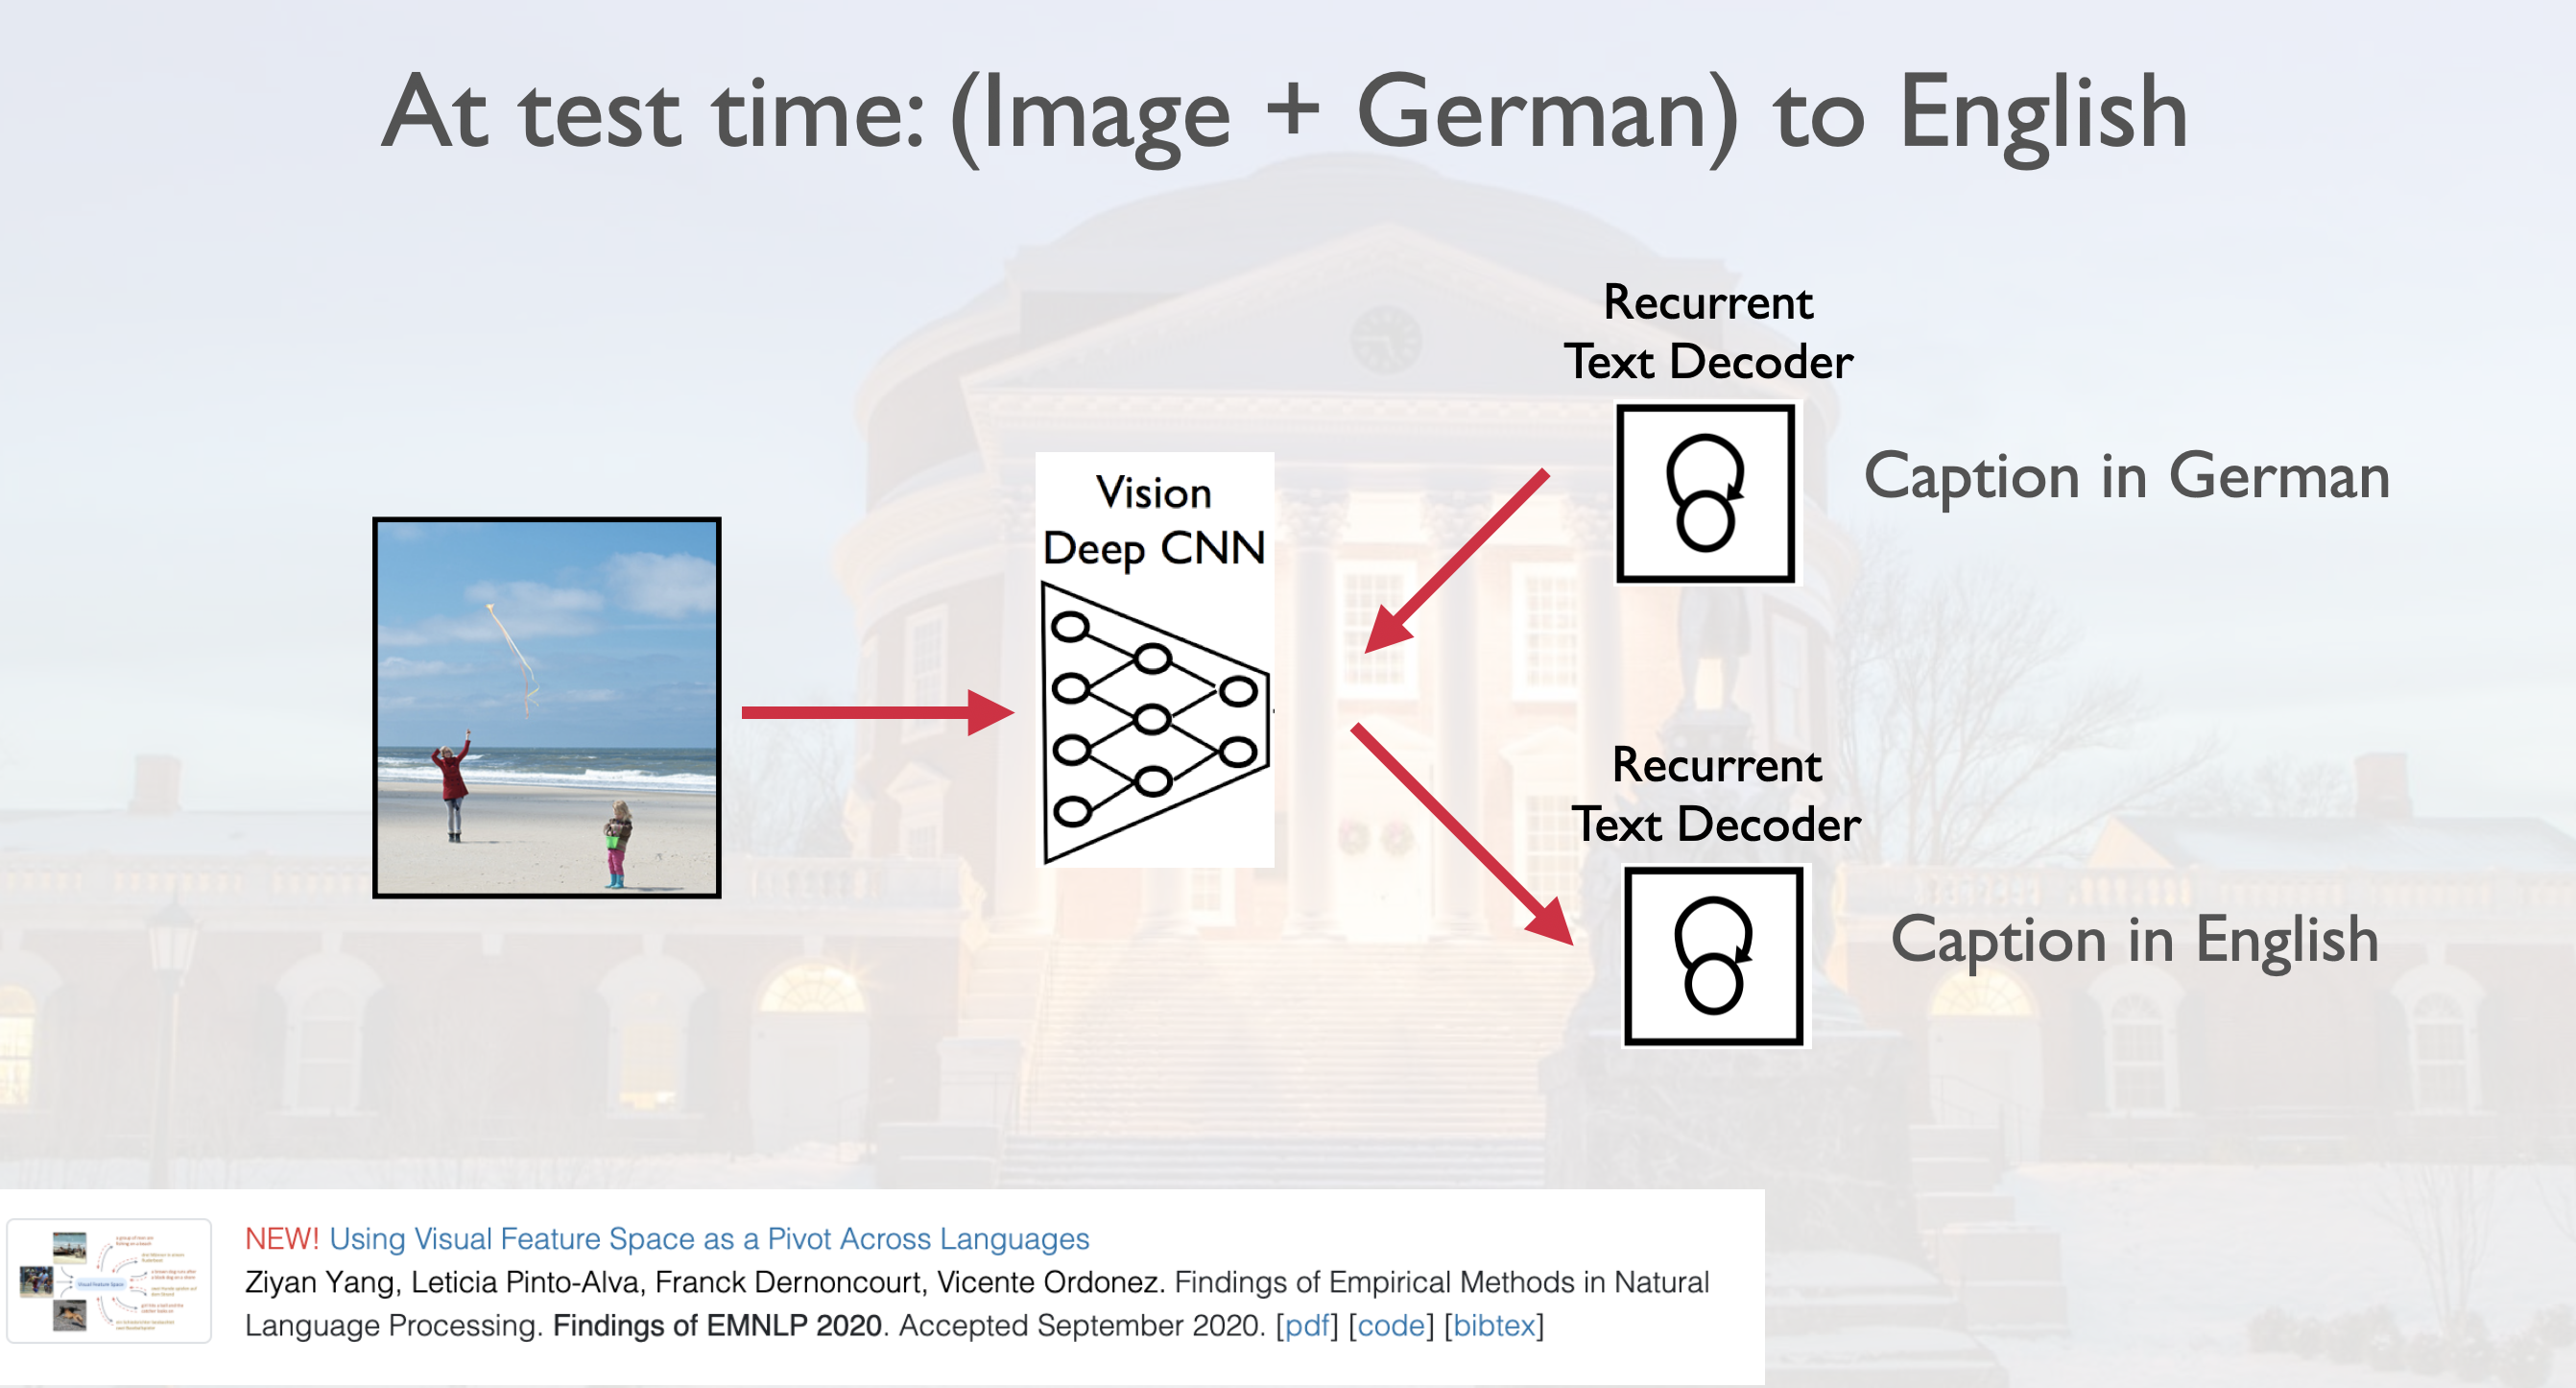 At test time: (Image + German) to English
Recurrent
Text Decoder
Caption in German
Vision
Deep CNN
Recurrent
Text Decoder
Caption in English
NEW! Using Visual Feature Space as a Pivot Across Languages
Ziyan Yang, Leticia Pinto-Alva, Franck Dernoncourt, Vicente Ordonez. Findings of Empirical Methods in Natural
Language Processing. Findings of EMNLP 2020. Accepted September 2020. [pdf] [code] [bibtex]
Visual Feature Space